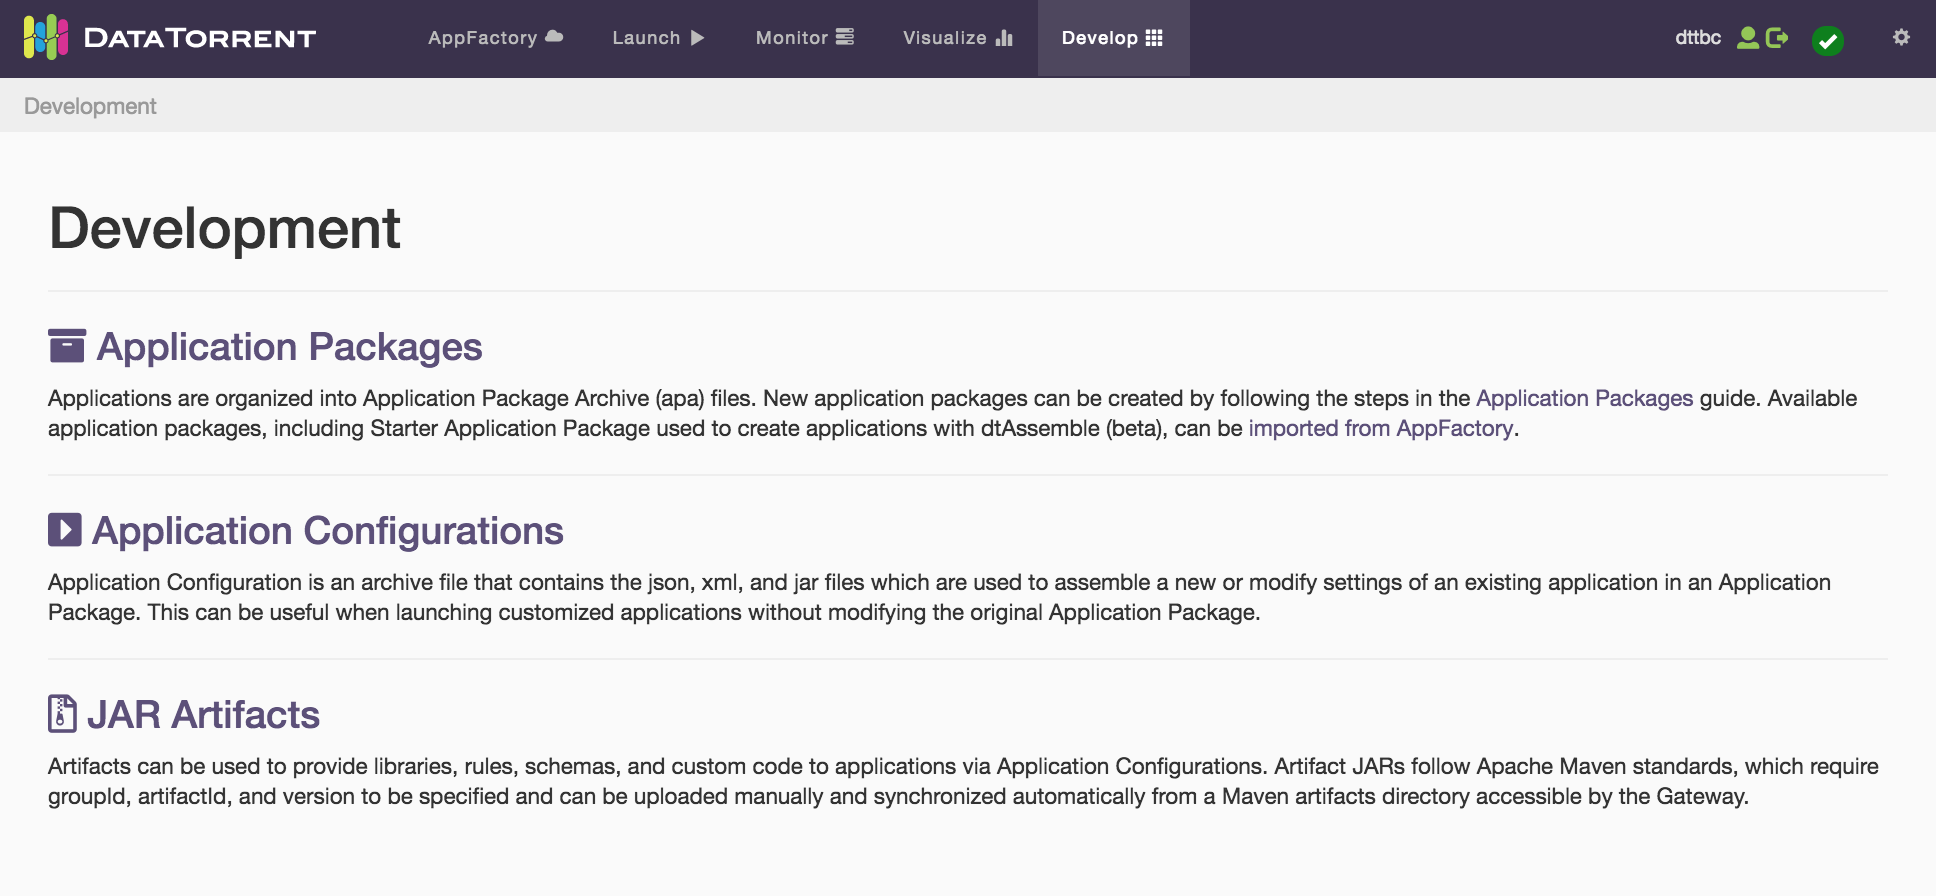 DATATORRENT AppFactory Launch Monitor Visualize Develop dttbc
Development
Development
Application Packages
Applications are organized into Application Package Archive (apa) files. New application packages can be created by following the steps in the Application Packages guide. Available
application packages, including Starter Application Package used to create applications with dtAssemble (beta), can be imported from AppFactory.
Application Configurations
Application Configuration is an archive file that contains the json, xml, and jar files which are used to assemble a new or modify settings of an existing application in an Application
Package. This can be useful when launching customized applications without modifying the original Application Package.
JAR Artifacts
Artifacts can be used to provide libraries, rules, schemas, and custom code to applications via Application Configurations. Artifact JARs follow Apache Maven standards, which require
groupId, artifactId, and version to be specified and can be uploaded manually and synchronized automatically from a Maven artifacts directory accessible by the Gateway.